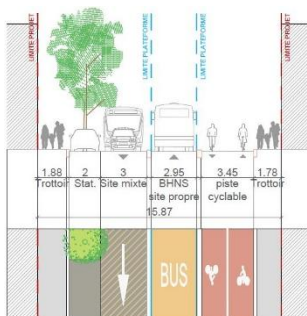 LIMITE PROJET
LIMITE PLATEFORME
LIMITE PLATEFORME
LIMITE PROJET
1.88 2 3 2.95 3.45 1.78
Trottoir Stat. Site mixte BHNS piste Trottoir
site propre cyclable
15.87
BUS